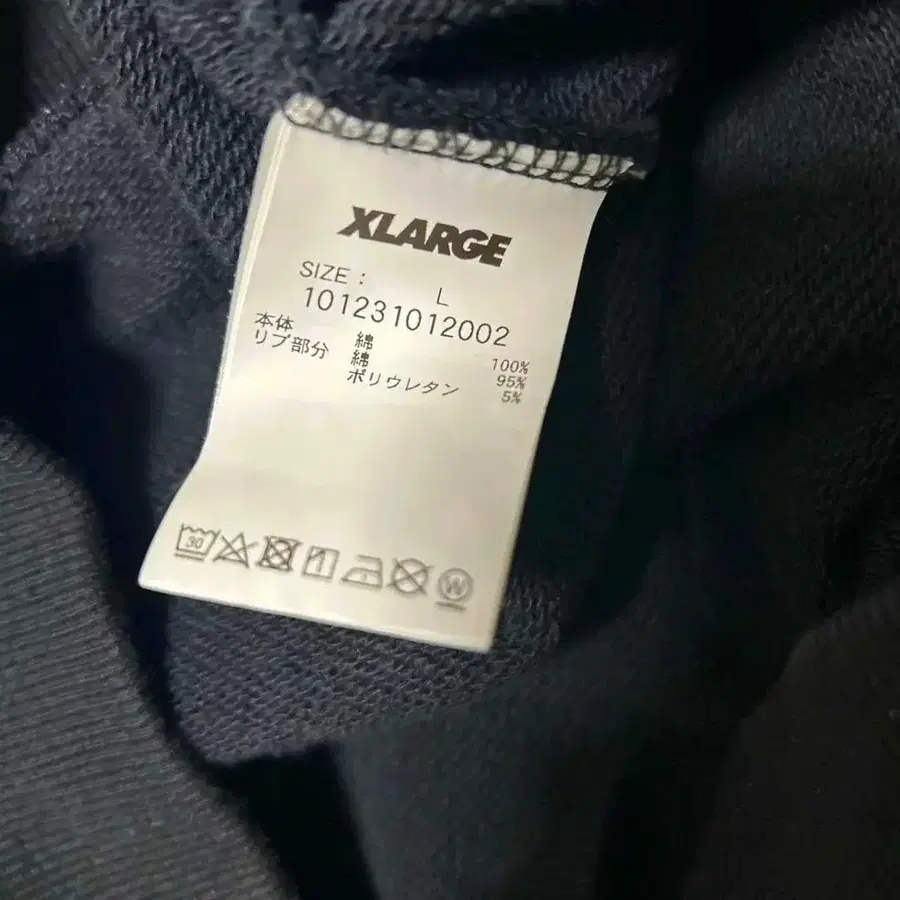 XLARGE
SIZE : L
101231012002
本体 綿 100%
リブ部分 綿 95%
ポリウレタン 5%
30
W